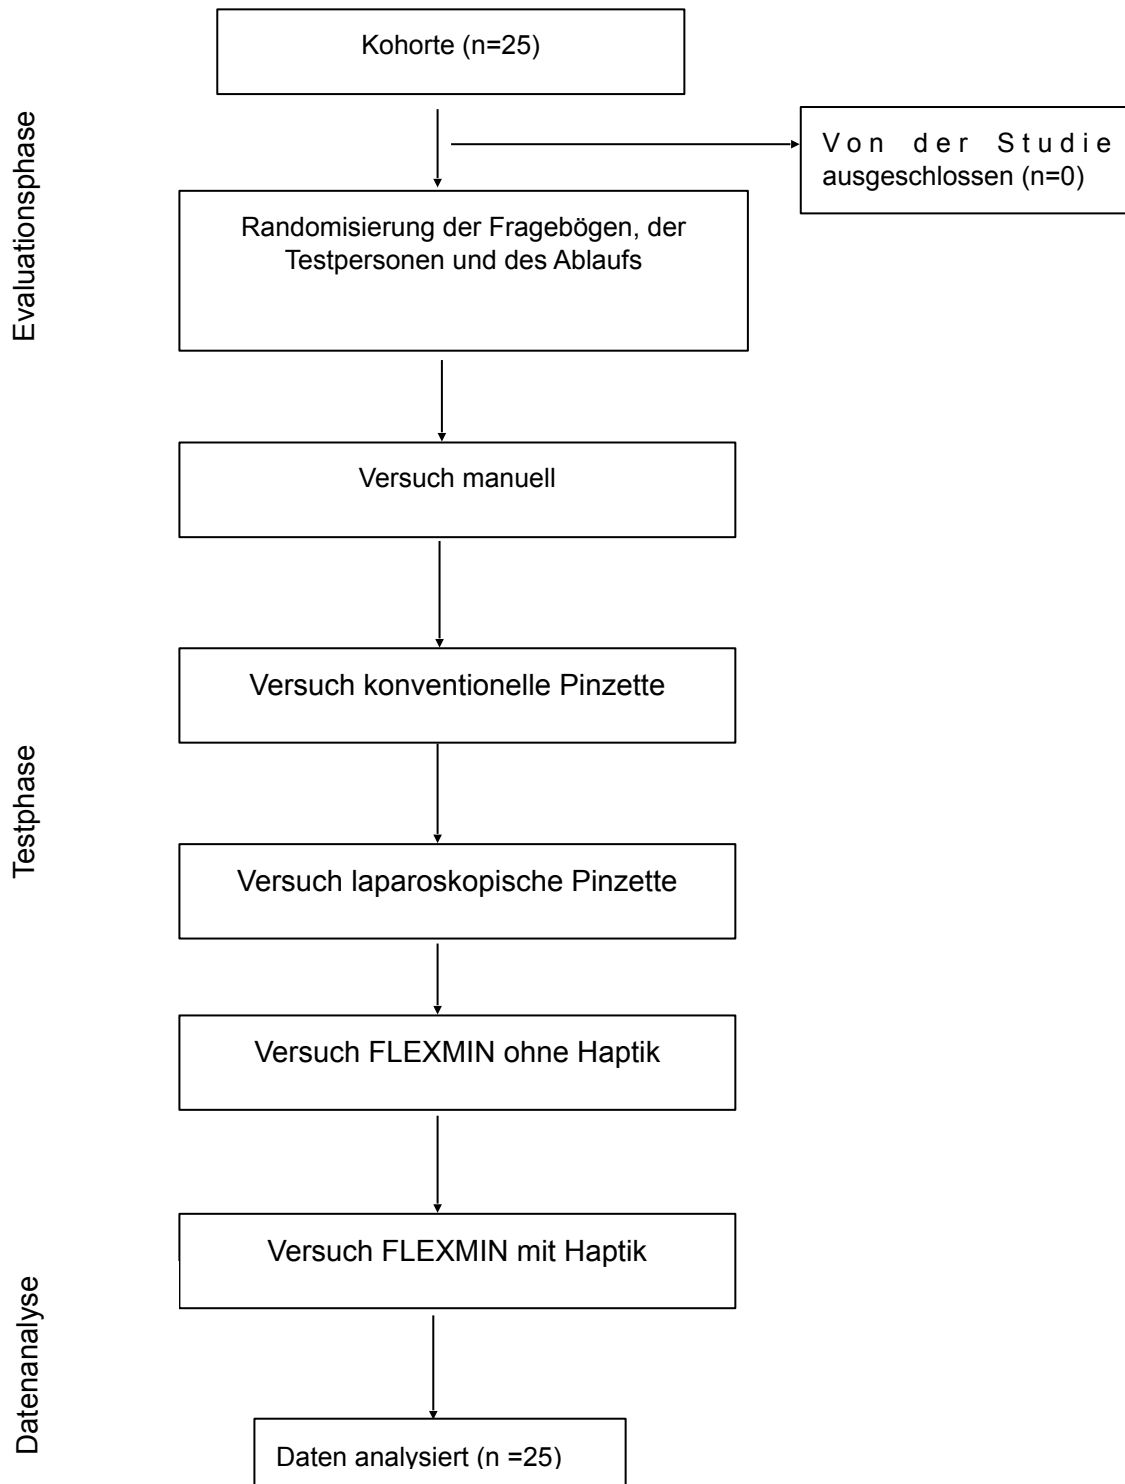 Kohorte (n=25)
Von der Studie
ausgeschlossen (n=0)
Evaluationsphase
Randomisierung der Fragebögen, der
Testpersonen und des Ablaufs
Versuch manuell
Versuch konventionelle Pinzette
Testphase
Versuch laparoskopische Pinzette
Versuch FLEXMIN ohne Haptik
Versuch FLEXMIN mit Haptik
Datenanalyse
Daten analysiert (n =25)